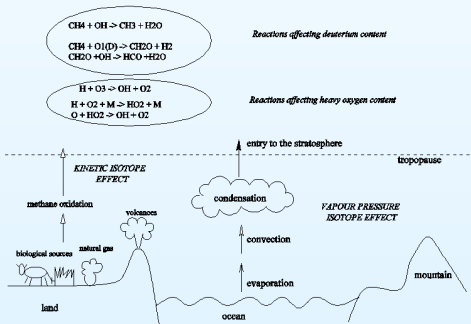 CH4 + OH -> CH3 + H2O
CH4 + O1(D) -> CH2O + H2
CH2O +OH -> HCO +H2O
Reactions affecting deuterium content
H + O3 -> OH + O2
H + O2 + M -> HO2 + M
O + HO2 -> OH + O2
Reactions affecting heavy oxygen content
entry to the stratosphere
tropopause
KINETIC ISOTOPE
EFFECT
methane oxidation
volcanoes
condensation
VAPOUR PRESSURE
ISOTOPE EFFECT
biological sources
natural gas
convection
evaporation
mountain
land
ocean